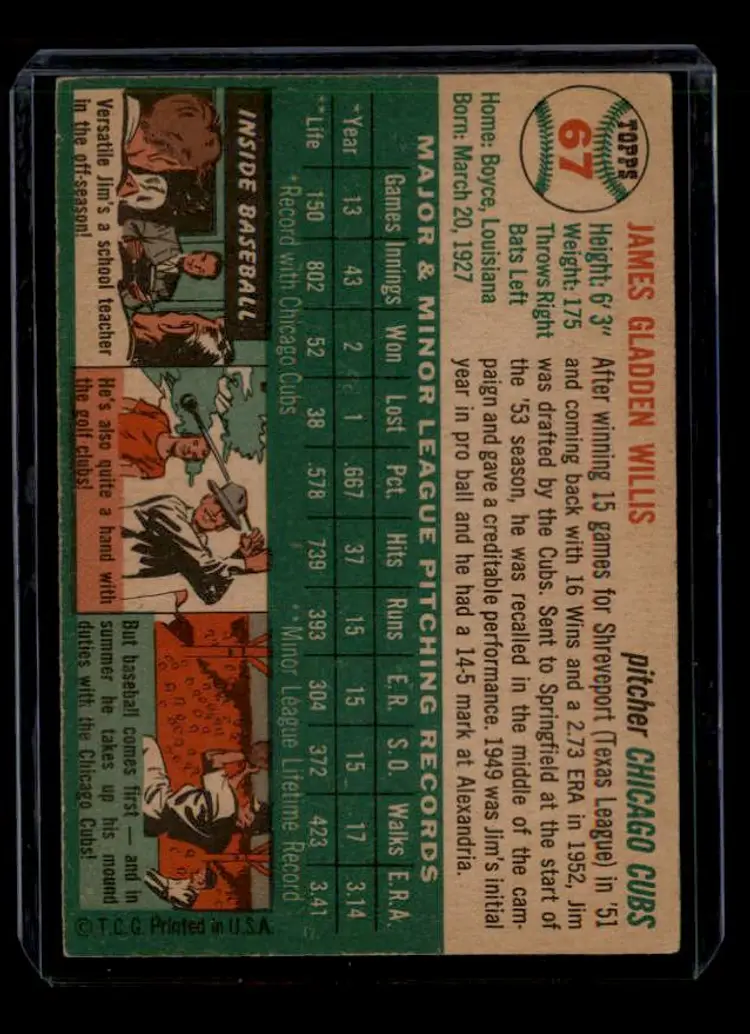 TOPPS
67
JAMES GLADDEN WILLIS
pitcher CHICAGO CUBS
Height: 6' 3"
Weight: 175
Throws Right
Bats Left
Home: Boyce, Louisiana
Born: March 20, 1927
After winning 15 games for Shreveport (Texas League) in '51
and coming back with 16 Wins and a 2.73 ERA in 1952, Jim
was drafted by the Cubs. Sent to Springfield at the start of
the '53 season, he was recalled in the middle of the cam-
paign and gave a creditable performance. 1949 was Jim's initial
year in pro ball and he had a 14-5 mark at Alexandria.
MAJOR & MINOR LEAGUE PITCHING RECORDS
Games Innings Won Lost Pct. Hits Runs E.R. S.O. Walks E.R.A.
*Year 13 43 2 1 .667 37 15 15 15 17 3.14
**Life 150 802 52 38 .578 739 393 304 372 423 3.41
*Record with Chicago Cubs **Minor League Lifetime Record
INSIDE BASEBALL
Versatile Jim's a school teacher
in the off-season!
He's also quite a hand with
the golf clubs!
But baseball comes first — and in
summer he takes up his mound
duties with the Chicago Cubs!
© T.C.G. Printed in U.S.A.